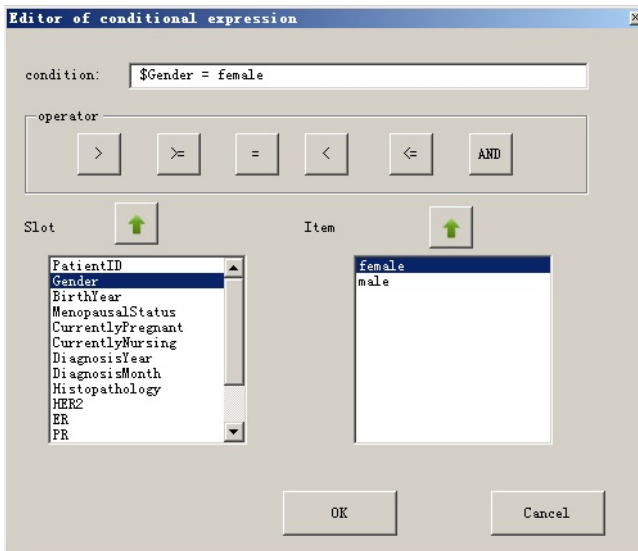 Editor of conditional expression
condition: $Gender = female
operator
> >= = < <= AND
Slot Item
PatientID
Gender
BirthYear
MenopausalStatus
CurrentlyPregnant
CurrentlyNursing
DiagnosisYear
DiagnosisMonth
Histopathology
HER2
ER
PR
female
male
OK Cancel